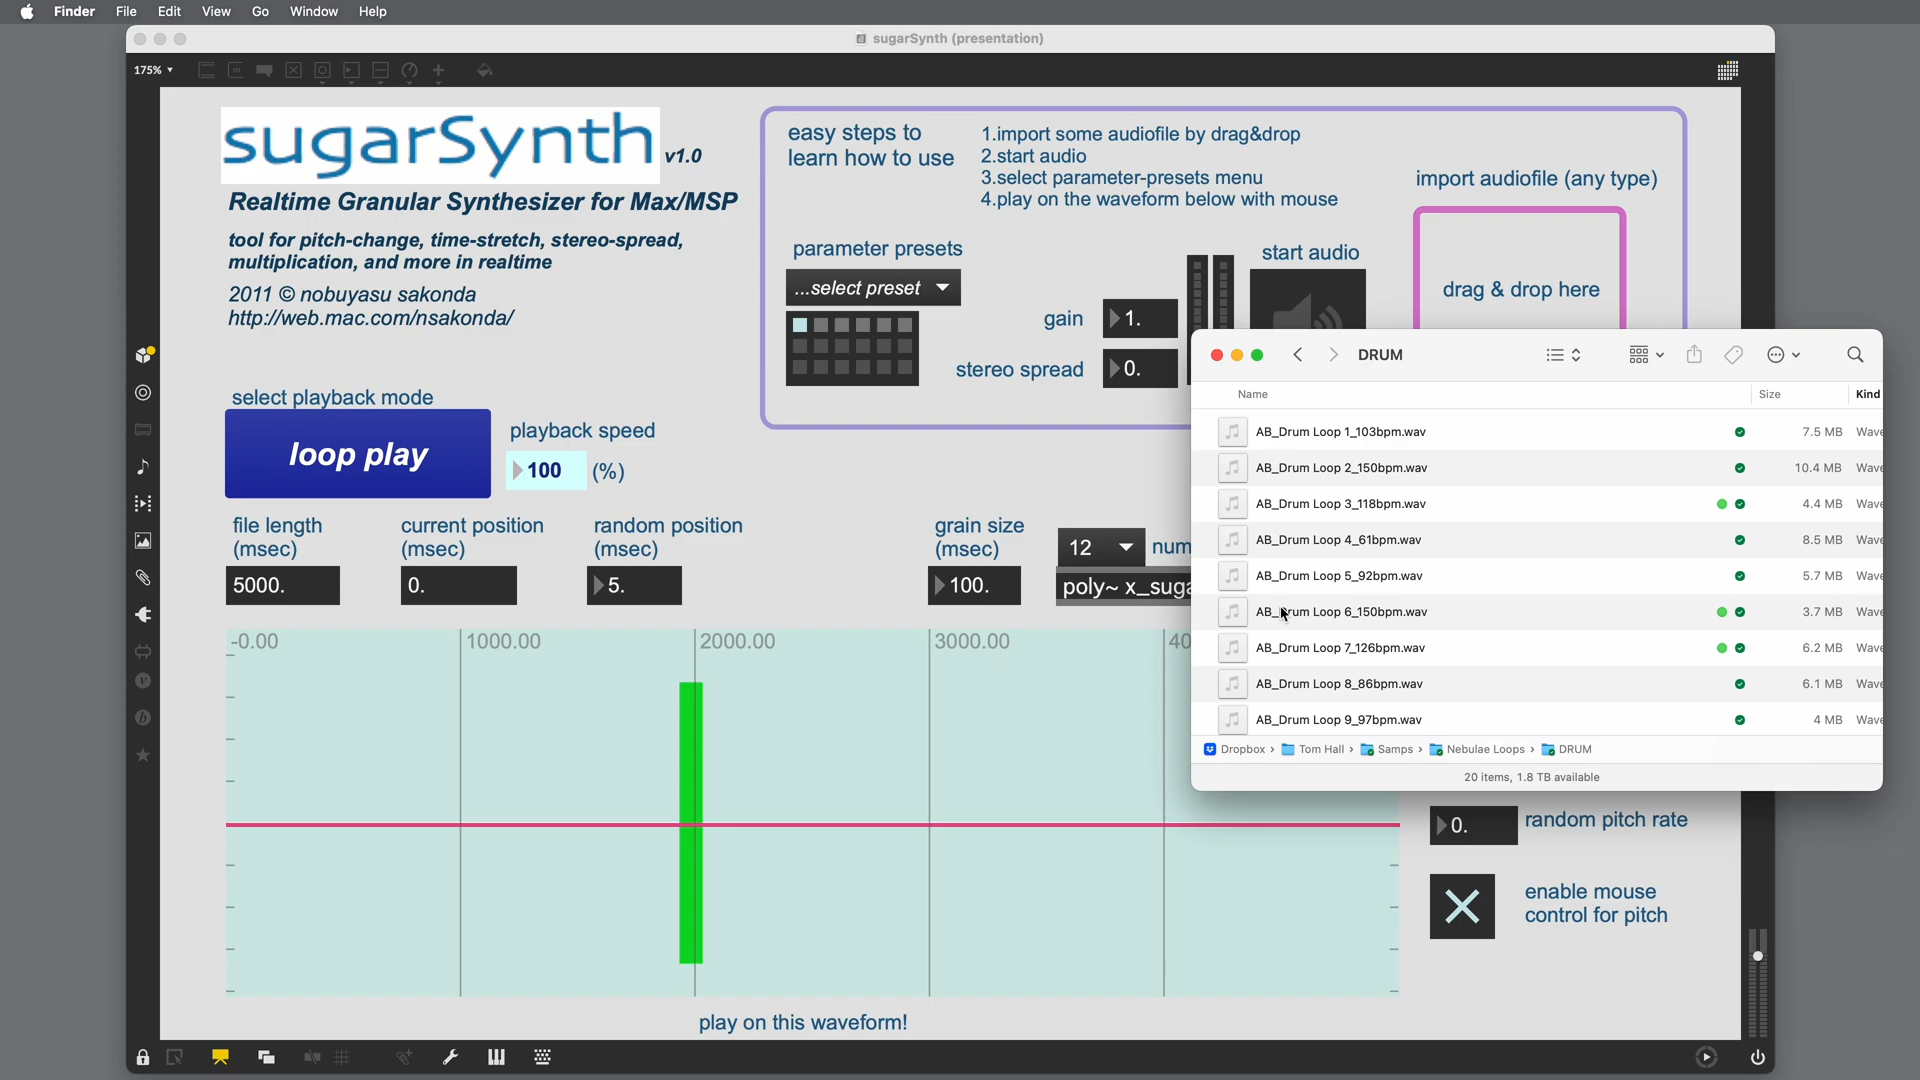 Finder File Edit View Go Window Help
sugarSynth (presentation)
175%
sugarSynth v1.0
Realtime Granular Synthesizer for Max/MSP
tool for pitch-change, time-stretch, stereo-spread,
multiplication, and more in realtime
2011 © nobuyasu sakonda
http://web.mac.com/nsakonda/
easy steps to
learn how to use
1.import some audiofile by drag&drop
2.start audio
3.select parameter-presets menu
4.play on the waveform below with mouse
import audiofile (any type)
drag & drop here
parameter presets
...select preset
start audio
gain
1.
stereo spread
0.
select playback mode
loop play
playback speed
100 (%)
file length
(msec)
5000.
current position
(msec)
0.
random position
(msec)
5.
grain size
(msec)
100.
12
num
poly~ x_suga
-0.00 1000.00 2000.00 3000.00 40
DRUM
Name Size Kind
AB_Drum Loop 1_103bpm.wav 7.5 MB Wave
AB_Drum Loop 2_150bpm.wav 10.4 MB Wave
AB_Drum Loop 3_118bpm.wav 4.4 MB Wave
AB_Drum Loop 4_61bpm.wav 8.5 MB Wave
AB_Drum Loop 5_92bpm.wav 5.7 MB Wave
AB_Drum Loop 6_150bpm.wav 3.7 MB Wave
AB_Drum Loop 7_126bpm.wav 6.2 MB Wave
AB_Drum Loop 8_86bpm.wav 6.1 MB Wave
AB_Drum Loop 9_97bpm.wav 4 MB Wave
Dropbox › Tom Hall › Samps › Nebulae Loops › DRUM
20 items, 1.8 TB available
0.
random pitch rate
enable mouse
control for pitch
play on this waveform!